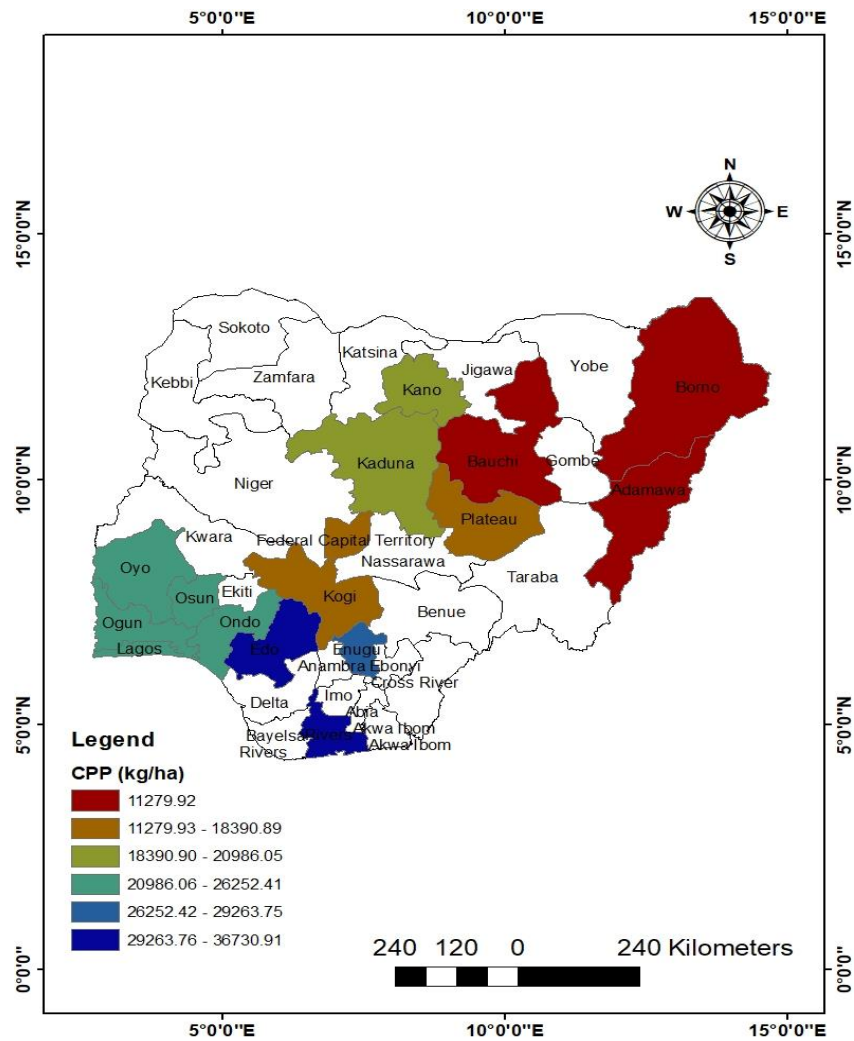 5°0'0"E 10°0'0"E 15°0'0"E
N
W E
S
15°0'0"N 15°0'0"N
Sokoto
Katsina
Jigawa
Yobe
Kebbi
Zamfara
Kano
Borno
Kaduna
Bauchi
Gombe
10°0'0"N 10°0'0"N
Niger
Adamawa
Plateau
Kwara
Federal Capital Territory
Nassarawa
Oyo
Taraba
Osun
Ekiti
Kogi
Benue
Ogun
Ondo
Lagos
Edo
Enugu
Anambra
Ebonyi
Cross River
Delta
Imo
Abia
5°0'0"N 5°0'0"N
Akwa Ibom
Bayelsa
Rivers
Rivers
Akwa Ibom
Legend
CPP (kg/ha)
11279.92
11279.93 - 18390.89
18390.90 - 20986.05
20986.06 - 26252.41
26252.42 - 29263.75
29263.76 - 36730.91
240 120 0 240 Kilometers
0°0'0" 0°0'0"
5°0'0"E 10°0'0"E 15°0'0"E